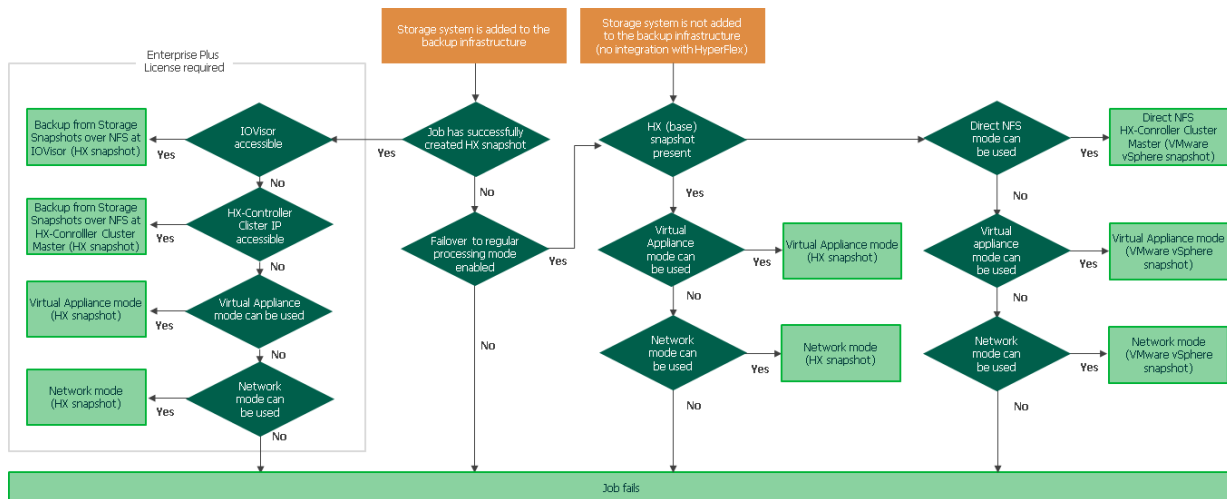 Storage system is added to the
backup infrastructure
Storage system is not added
to the backup infrastructure
(no integration with HyperFlex)
Enterprise Plus
License required
Backup from Storage
Snapshots over NFS at
IOVisor (HX snapshot)
Yes
IOVisor
accessible
Yes
Job has successfully
created HX snapshot
HX (base)
snapshot
present
Direct NFS
mode can
be used
Yes
Direct NFS
HX-Conroller Cluster
Master (VMware
vSphere snapshot)
No
No
Yes
No
Backup from Storage
Snapshots over NFS at
HX-Conrolller Cluster
Master (HX snapshot)
Yes
HX-Controller
Clister IP
accessible
Failover to regular
processing mode
enabled
Yes
Virtual
Appliance
mode can be
used
Yes
Virtual Appliance mode
(HX snapshot)
Virtual
appliance
mode can be
used
Yes
Virtual Appliance mode
(VMware vSphere
snapshot)
No
No
No
Virtual Appliance mode
(HX snapshot)
Yes
Virtual Appliance
mode can be used
No
Network
mode can
be used
Yes
Network mode
(HX snapshot)
Network
mode can
be used
Yes
Network mode
(VMware vSphere
snapshot)
No
Network mode
(HX snapshot)
Yes
Network
mode can
be used
No
No
No
Job fails